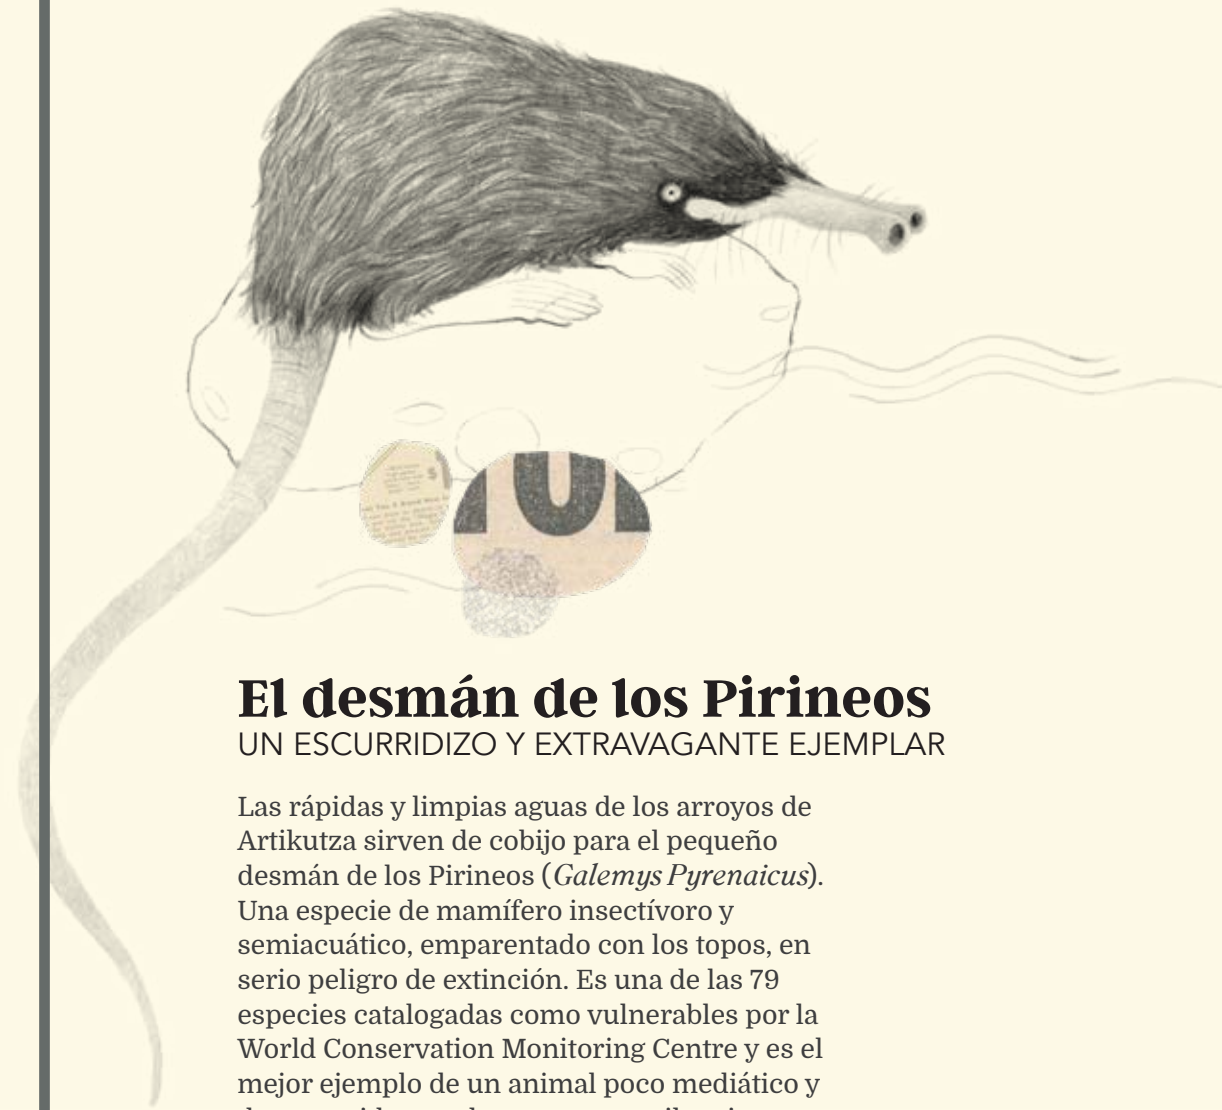 El desmán de los Pirineos
UN ESCURRIDIZO Y EXTRAVAGANTE EJEMPLAR
Las rápidas y limpias aguas de los arroyos de
Artikutza sirven de cobijo para el pequeño
desmán de los Pirineos (Galemys Pyrenaicus).
Una especie de mamífero insectívoro y
semiacuático, emparentado con los topos, en
serio peligro de extinción. Es una de las 79
especies catalogadas como vulnerables por la
World Conservation Monitoring Centre y es el
mejor ejemplo de un animal poco mediático y